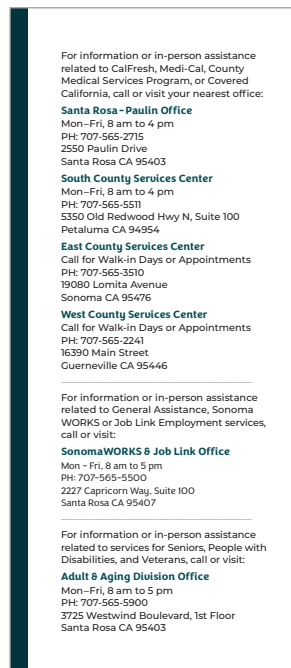 For information or in-person assistance
related to CalFresh, Medi-Cal, County
Medical Services Program, or Covered
California, call or visit your nearest office:
Santa Rosa–Paulin Office
Mon–Fri, 8 am to 4 pm
PH: 707-565-2715
2550 Paulin Drive
Santa Rosa CA 95403
South County Services Center
Mon–Fri, 8 am to 4 pm
PH: 707-565-5511
5350 Old Redwood Hwy N, Suite 100
Petaluma CA 94954
East County Services Center
Call for Walk-in Days or Appointments
PH: 707-565-3510
19080 Lomita Avenue
Sonoma CA 95476
West County Services Center
Call for Walk-in Days or Appointments
PH: 707-565-2241
16390 Main Street
Guerneville CA 95446
For information or in-person assistance
related to General Assistance, Sonoma
WORKS or Job Link Employment services,
call or visit:
SonomaWORKS & Job Link Office
Mon – Fri, 8 am to 5 pm
PH: 707-565-5500
2227 Capricorn Way, Suite 100
Santa Rosa CA 95407
For information or in-person assistance
related to services for Seniors, People with
Disabilities, and Veterans, call or visit:
Adult & Aging Division Office
Mon–Fri, 8 am to 5 pm
PH: 707-565-5900
3725 Westwind Boulevard, 1st Floor
Santa Rosa CA 95403